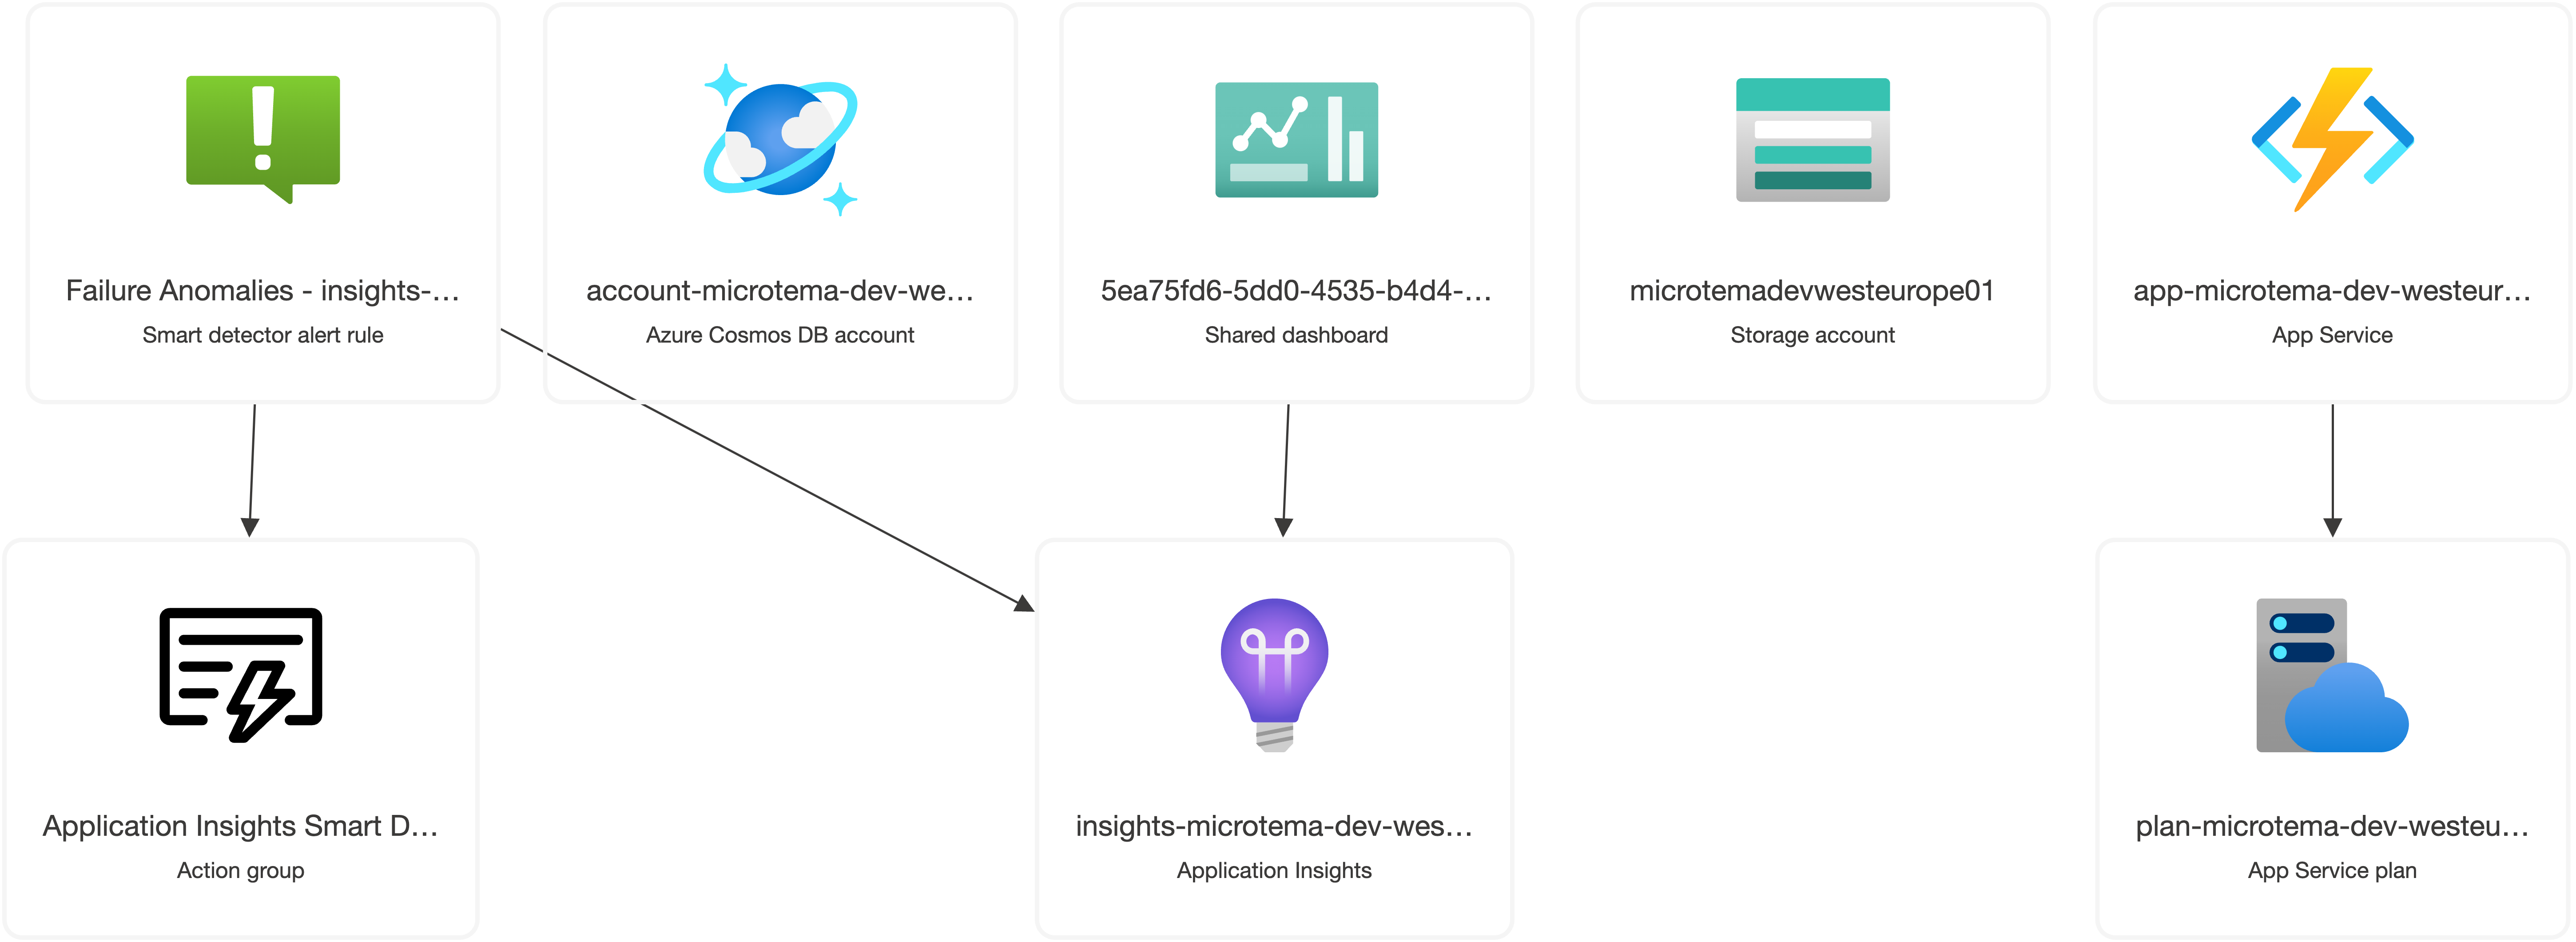 Failure Anomalies - insights-...
Smart detector alert rule
account-microtema-dev-we...
Azure Cosmos DB account
5ea75fd6-5dd0-4535-b4d4-...
Shared dashboard
microtemadevwesteurope01
Storage account
app-microtema-dev-westeur...
App Service
Application Insights Smart D...
Action group
insights-microtema-dev-wes...
Application Insights
plan-microtema-dev-westeu...
App Service plan